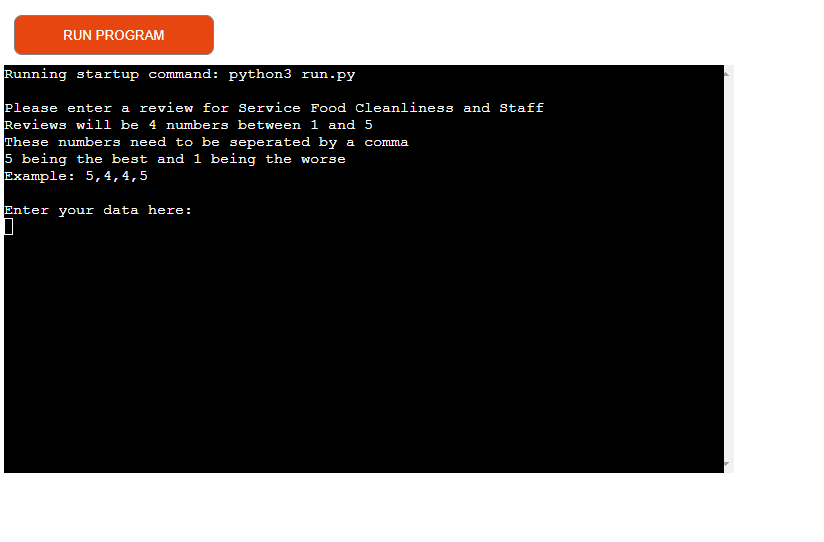 RUN PROGRAM
Running startup command: python3 run.py
Please enter a review for Service Food Cleanliness and Staff
Reviews will be 4 numbers between 1 and 5
These numbers need to be seperated by a comma
5 being the best and 1 being the worse
Example: 5,4,4,5
Enter your data here: